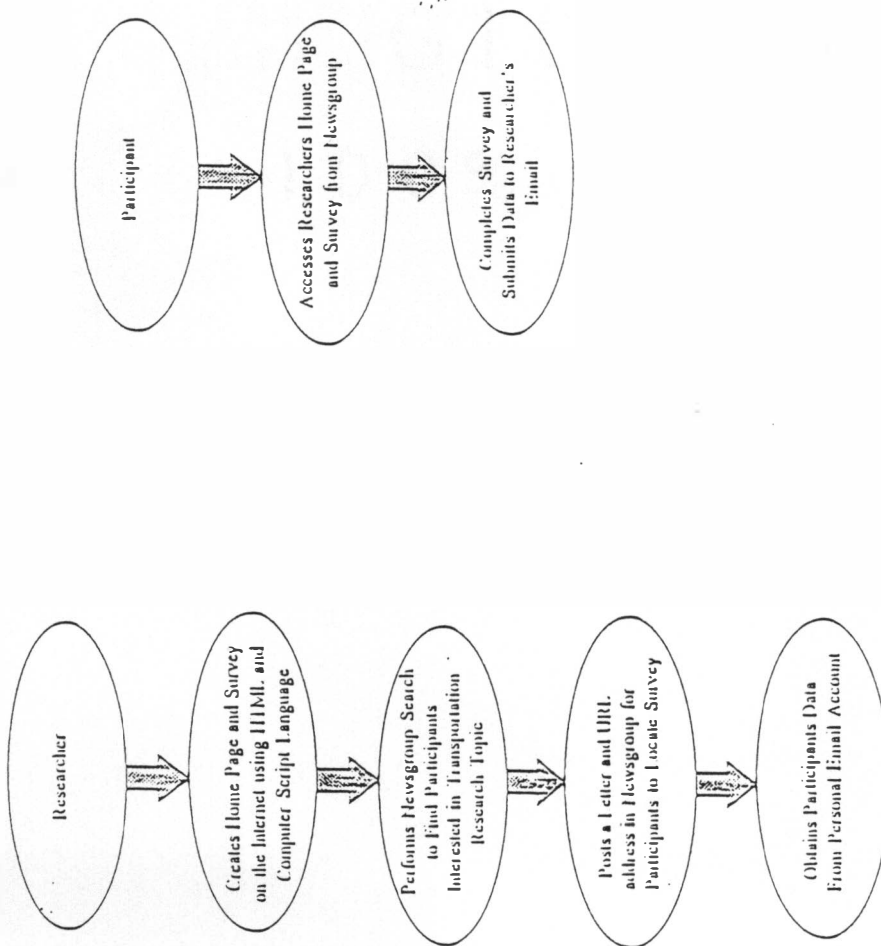 Participant
Accesses Researchers Home Page
and Survey from Newsgroup
Completes Survey and
Submits Data to Researcher's
Email
Researcher
Creates Home Page and Survey
on the Internet using HTML and
Computer Script Language
Performs Newsgroup Search
to Find Participants
Interested in Transportation
Research Topic
Posts a Letter and URL
address in Newsgroup for
Participants to Locate Survey
Obtains Participants Data
From Personal Email Account